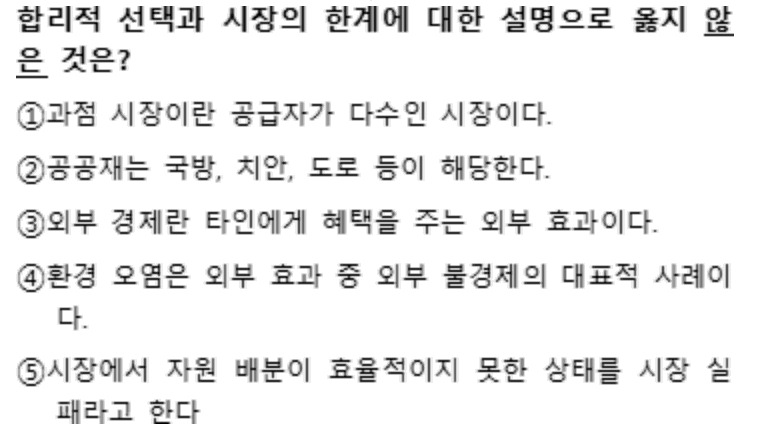 합리적 선택과 시장의 한계에 대한 설명으로 옳지 않
은 것은?
①과점 시장이란 공급자가 다수인 시장이다.
②공공재는 국방, 치안, 도로 등이 해당한다.
③외부 경제란 타인에게 혜택을 주는 외부 효과이다.
④환경 오염은 외부 효과 중 외부 불경제의 대표적 사례이
다.
⑤시장에서 자원 배분이 효율적이지 못한 상태를 시장 실
패라고 한다